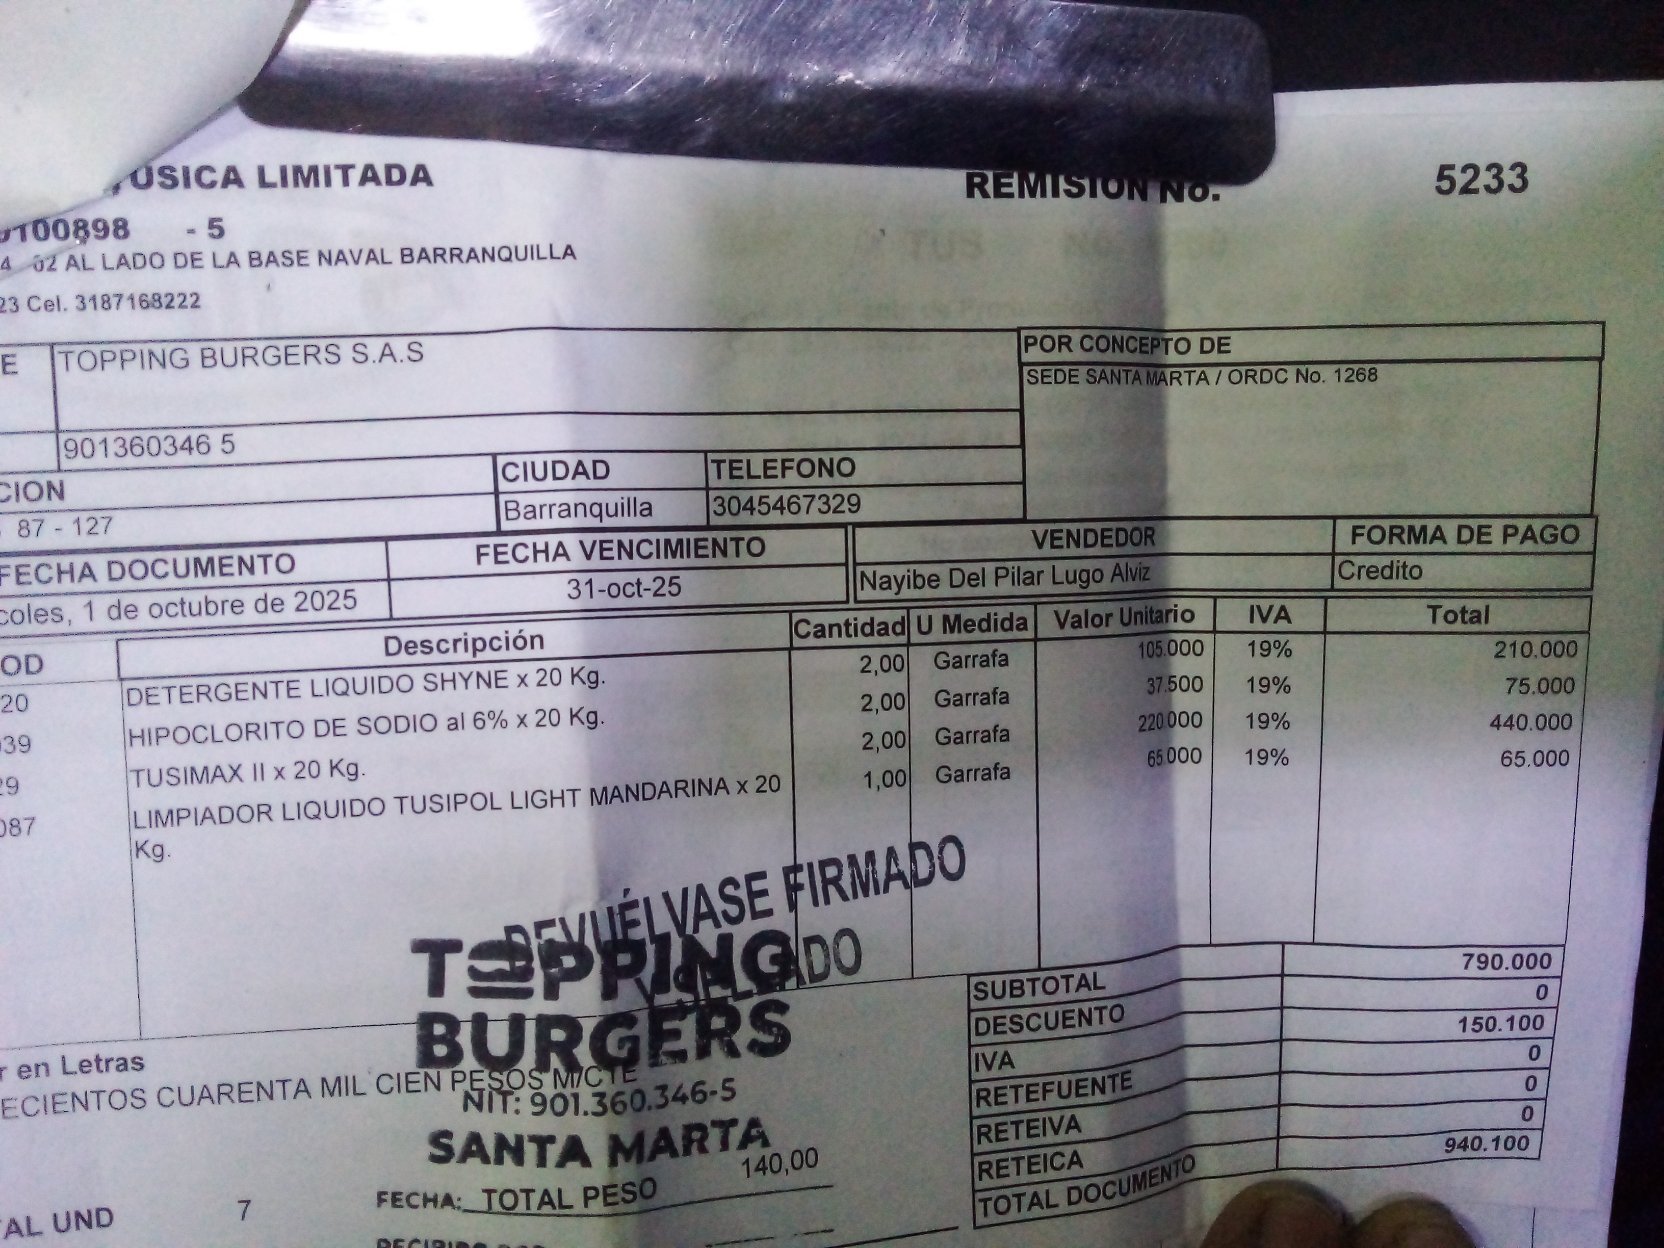 USICA LIMITADA
REMISION No. 5233
100898 - 5
02 AL LADO DE LA BASE NAVAL BARRANQUILLA
23 Cel. 3187168222
E TOPPING BURGERS S.A.S
POR CONCEPTO DE
SEDE SANTA MARTA / ORDC No. 1268
901360346 5
CION CIUDAD TELEFONO
87 - 127 Barranquilla 3045467329
FECHA DOCUMENTO FECHA VENCIMIENTO VENDEDOR FORMA DE PAGO
coles, 1 de octubre de 2025 31-oct-25 Nayibe Del Pilar Lugo Alviz Credito
OD Descripción Cantidad U Medida Valor Unitario IVA Total
20 DETERGENTE LIQUIDO SHYNE x 20 Kg. 2,00 Garrafa 105.000 19% 210.000
039 HIPOCLORITO DE SODIO al 6% x 20 Kg. 2,00 Garrafa 37.500 19% 75.000
29 TUSIMAX II x 20 Kg. 2,00 Garrafa 220.000 19% 440.000
087 LIMPIADOR LIQUIDO TUSIPOL LIGHT MANDARINA x 20 1,00 Garrafa 65.000 19% 65.000
Kg.
DEVUÉLVASE FIRMADO
TOPPING
BURGERS
NIT: 901.360.346-5
SANTA MARTA
FECHA:
r en Letras
ECIENTOS CUARENTA MIL CIEN PESOS M/CTE
SUBTOTAL 790.000
DESCUENTO 0
IVA 150.100
RETEFUENTE 0
RETEIVA 0
RETEICA 0
TOTAL DOCUMENTO 940.100
TOTAL PESO 140,00
AL UND 7